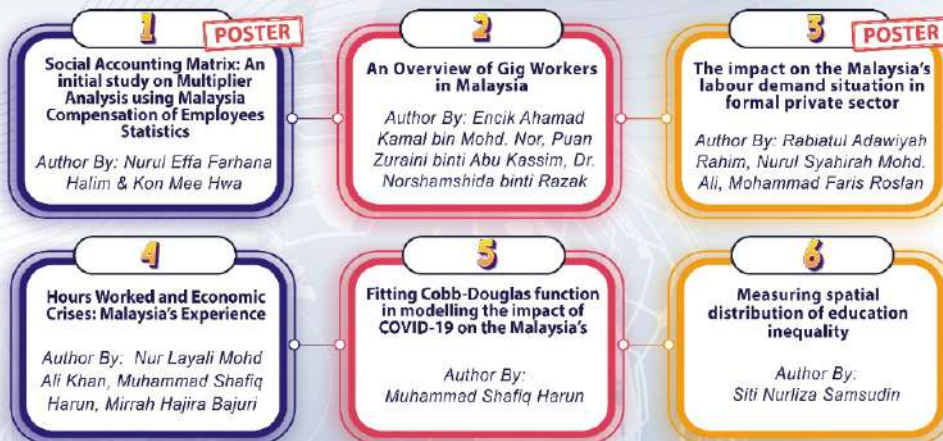 1
POSTER
Social Accounting Matrix: An
initial study on Multiplier
Analysis using Malaysia
Compensation of Employees
Statistics
Author By: Nurul Effa Farhana
Halim & Kon Mee Hwa
2
An Overview of Gig Workers
in Malaysia
Author By: Encik Ahamad
Kamal bin Mohd. Nor, Puan
Zuraini binti Abu Kassim, Dr.
Norshamshida binti Razak
3
POSTER
The impact on the Malaysia's
labour demand situation in
formal private sector
Author By: Rabiatul Adawiyah
Rahim, Nurul Syahirah Mohd.
Ali, Mohammad Faris Roslan
4
Hours Worked and Economic
Crises: Malaysia's Experience
Author By: Nur Layali Mohd
Ali Khan, Muhammad Shafiq
Harun, Mirrah Hajira Bajuri
5
Fitting Cobb-Douglas function
in modelling the impact of
COVID-19 on the Malaysia's
Author By:
Muhammad Shafiq Harun
6
Measuring spatial
distribution of education
inequality
Author By:
Siti Nurliza Samsudin